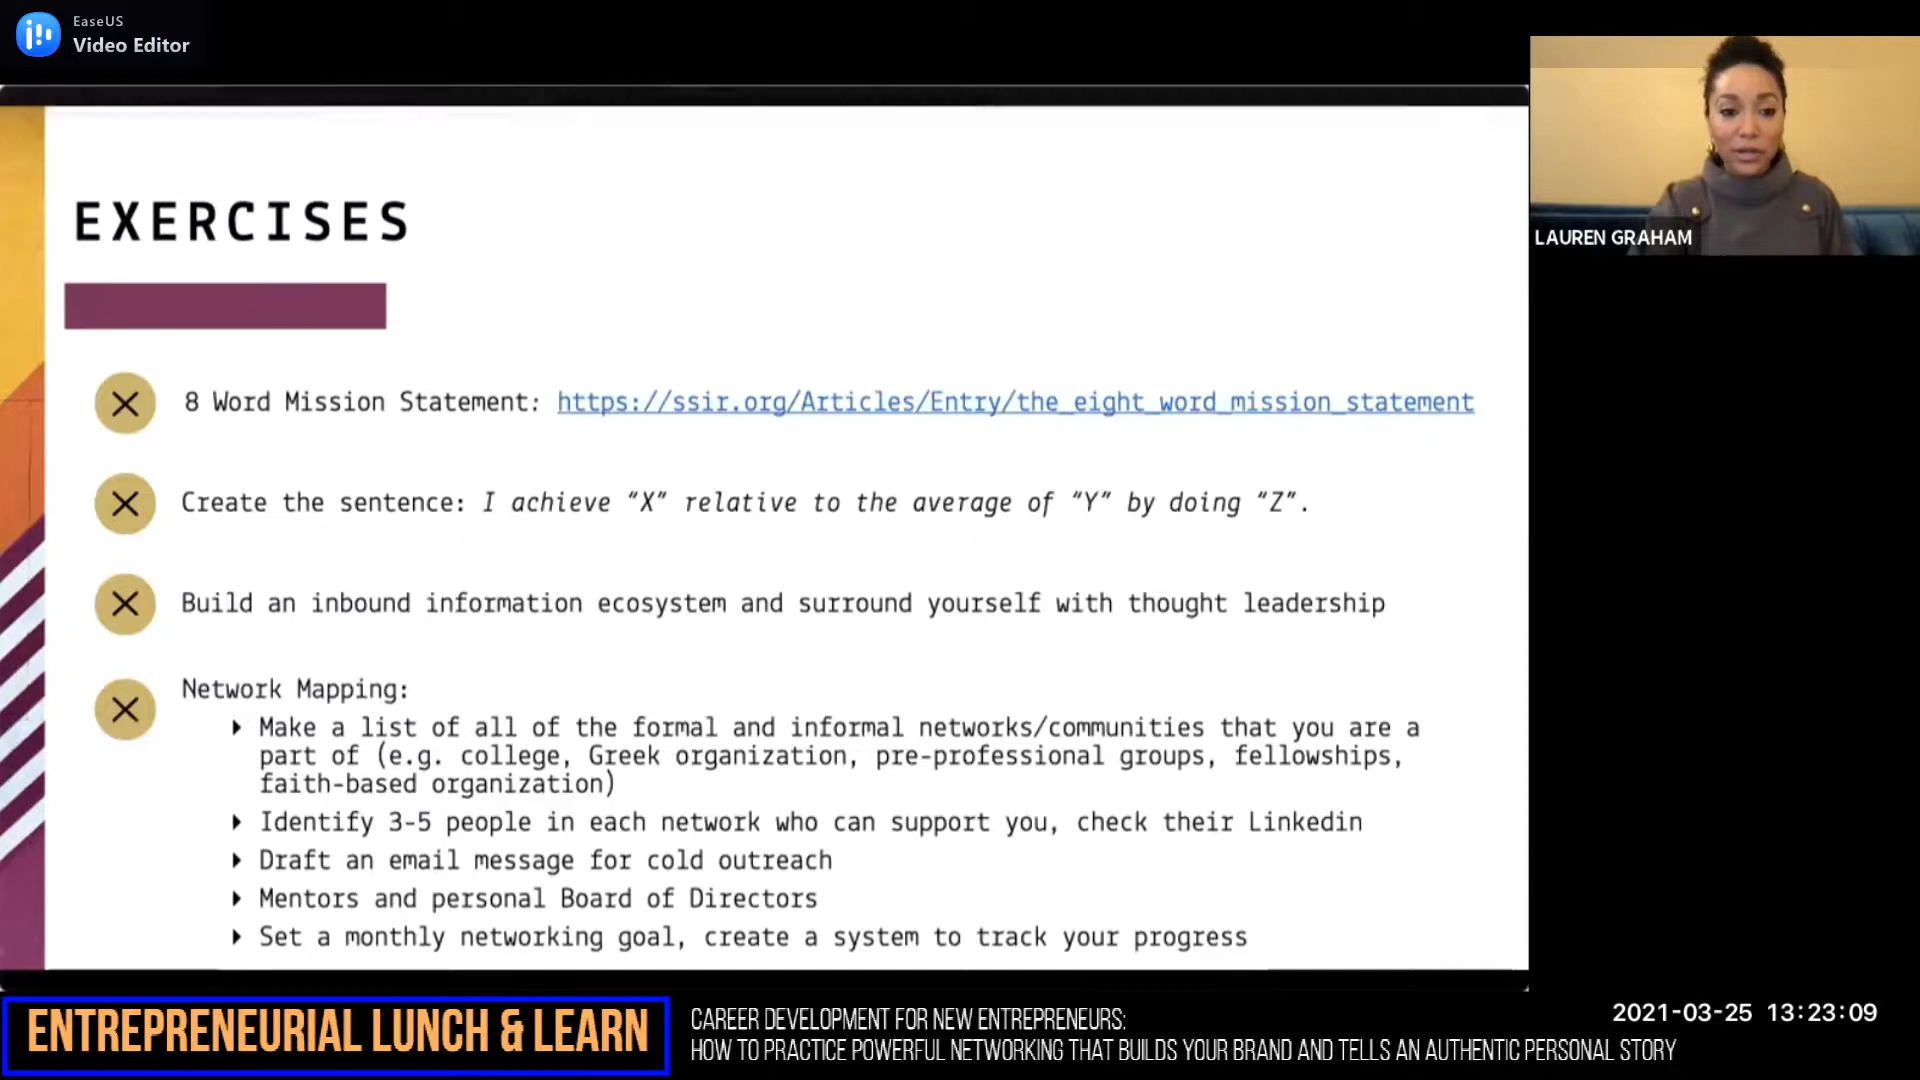 EaseUS
Video Editor
EXERCISES
8 Word Mission Statement: https://ssir.org/Articles/Entry/the_eight_word_mission_statement
Create the sentence: I achieve “X” relative to the average of “Y” by doing “Z”.
Build an inbound information ecosystem and surround yourself with thought leadership
Network Mapping:
Make a list of all of the formal and informal networks/communities that you are a
part of (e.g. college, Greek organization, pre-professional groups, fellowships,
faith-based organization)
Identify 3-5 people in each network who can support you, check their Linkedin
Draft an email message for cold outreach
Mentors and personal Board of Directors
Set a monthly networking goal, create a system to track your progress
LAUREN GRAHAM
ENTREPRENEURIAL LUNCH & LEARN
CAREER DEVELOPMENT FOR NEW ENTREPRENEURS:
HOW TO PRACTICE POWERFUL NETWORKING THAT BUILDS YOUR BRAND AND TELLS AN AUTHENTIC PERSONAL STORY
2021-03-25 13:23:09